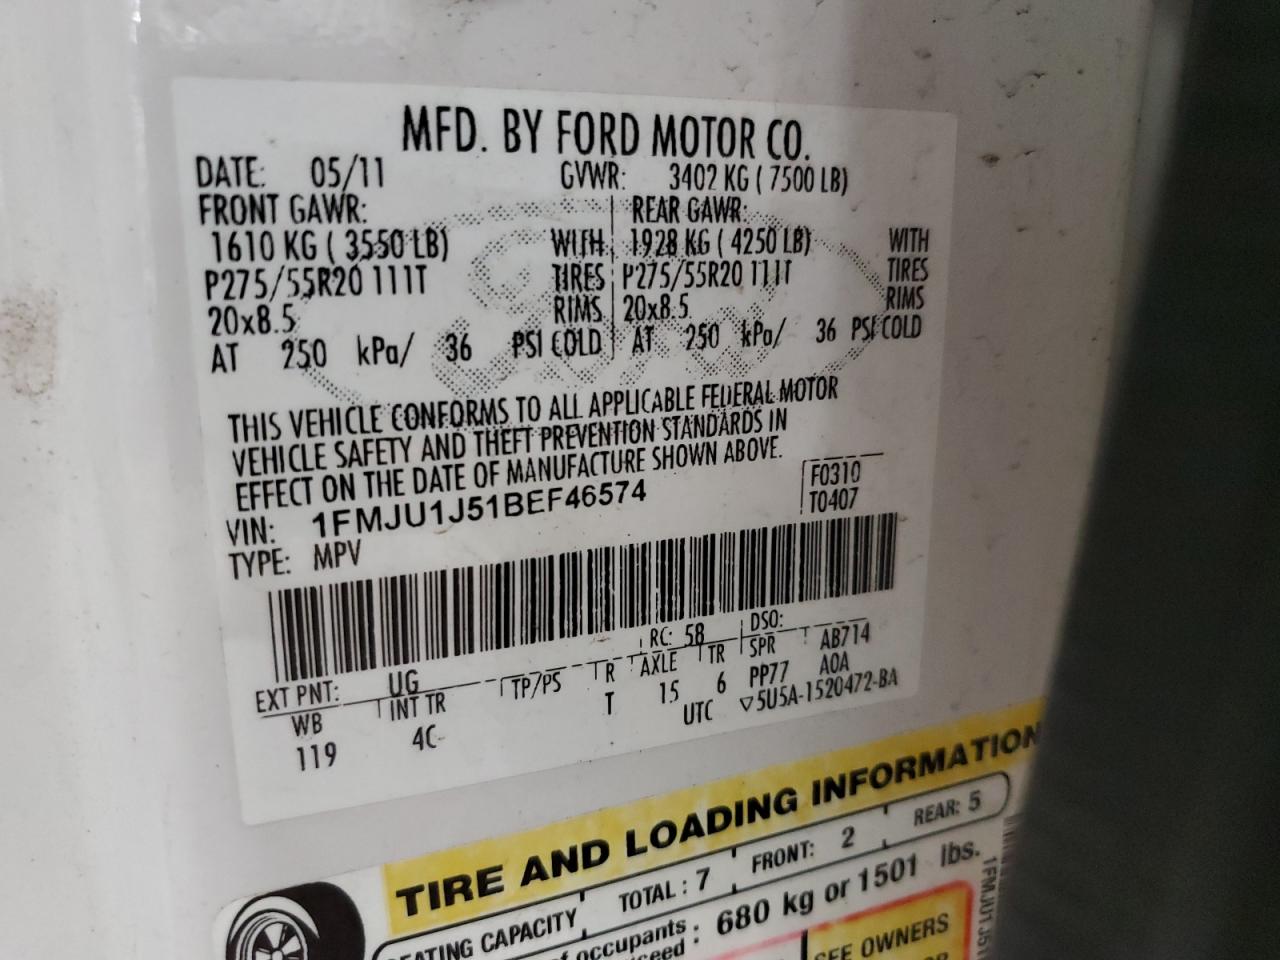 MFD. BY FORD MOTOR CO.
DATE: 05/11 GVWR: 3402 KG ( 7500 LB)
FRONT GAWR: REAR GAWR:
1610 KG ( 3550 LB) WITH 1928 KG ( 4250 LB) WITH
P275/55R20 111T TIRES P275/55R20 111T TIRES
20x8.5 RIMS 20x8.5 RIMS
AT 250 kPa/ 36 PSI COLD AT 250 kPa/ 36 PSI COLD
THIS VEHICLE CONFORMS TO ALL APPLICABLE FEDERAL MOTOR
VEHICLE SAFETY AND THEFT PREVENTION STANDARDS IN
EFFECT ON THE DATE OF MANUFACTURE SHOWN ABOVE.
VIN: 1FMJU1J51BEF46574 F0310
TYPE: MPV T0407
EXT PNT: UG RC: 58 DSO:
WB INT TR TP/PS R AXLE TR SPR AB714
119 4C T 15 6 PP77 A0A
UTC ▽5U5A-1520472-BA
TIRE AND LOADING INFORMATION
SEATING CAPACITY TOTAL : 7 FRONT: 2 REAR: 5
of occupants
: 680 kg or 1501 lbs.
SEE OWNERS
1FMJU1J5